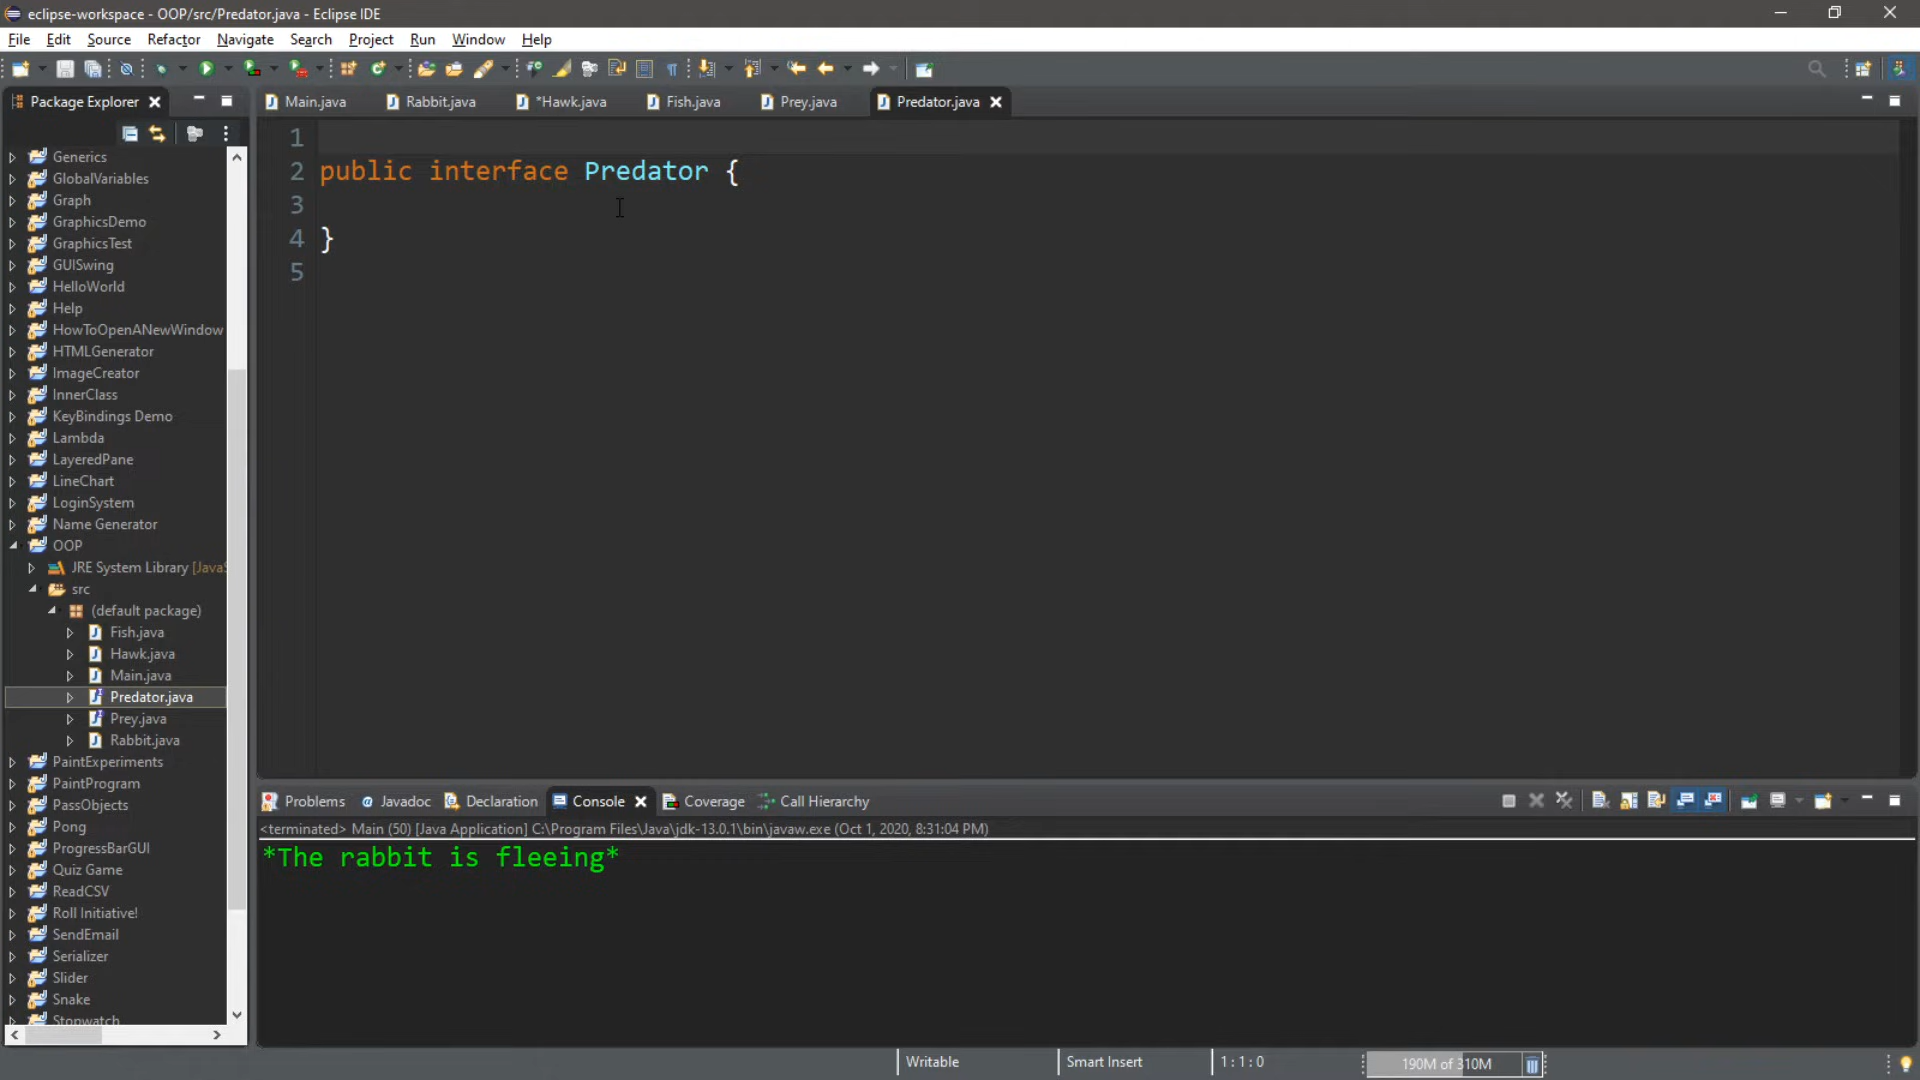 eclipse-workspace - OOP/src/Predator.java - Eclipse IDE
File Edit Source Refactor Navigate Search Project Run Window Help
Package Explorer
Main.java Rabbit.java *Hawk.java Fish.java Prey.java Predator.java
Generics
GlobalVariables
Graph
GraphicsDemo
GraphicsTest
GUISwing
HelloWorld
Help
HowToOpenANewWindow
HTMLGenerator
ImageCreator
InnerClass
KeyBindings Demo
Lambda
LayeredPane
LineChart
LoginSystem
Name Generator
OOP
JRE System Library [JavaS
src
(default package)
Fish.java
Hawk.java
Main.java
Predator.java
Prey.java
Rabbit.java
PaintExperiments
PaintProgram
PassObjects
Pong
ProgressBarGUI
Quiz Game
ReadCSV
Roll Initiative!
SendEmail
Serializer
Slider
Snake
Stopwatch
1
2 public interface Predator {
3
4 }
5
Problems Javadoc Declaration Console Coverage Call Hierarchy
<terminated> Main (50) [Java Application] C:\Program Files\Java\jdk-13.0.1\bin\javaw.exe (Oct 1, 2020, 8:31:04 PM)
*The rabbit is fleeing*
Writable Smart Insert 1 : 1 : 0 190M of 310M